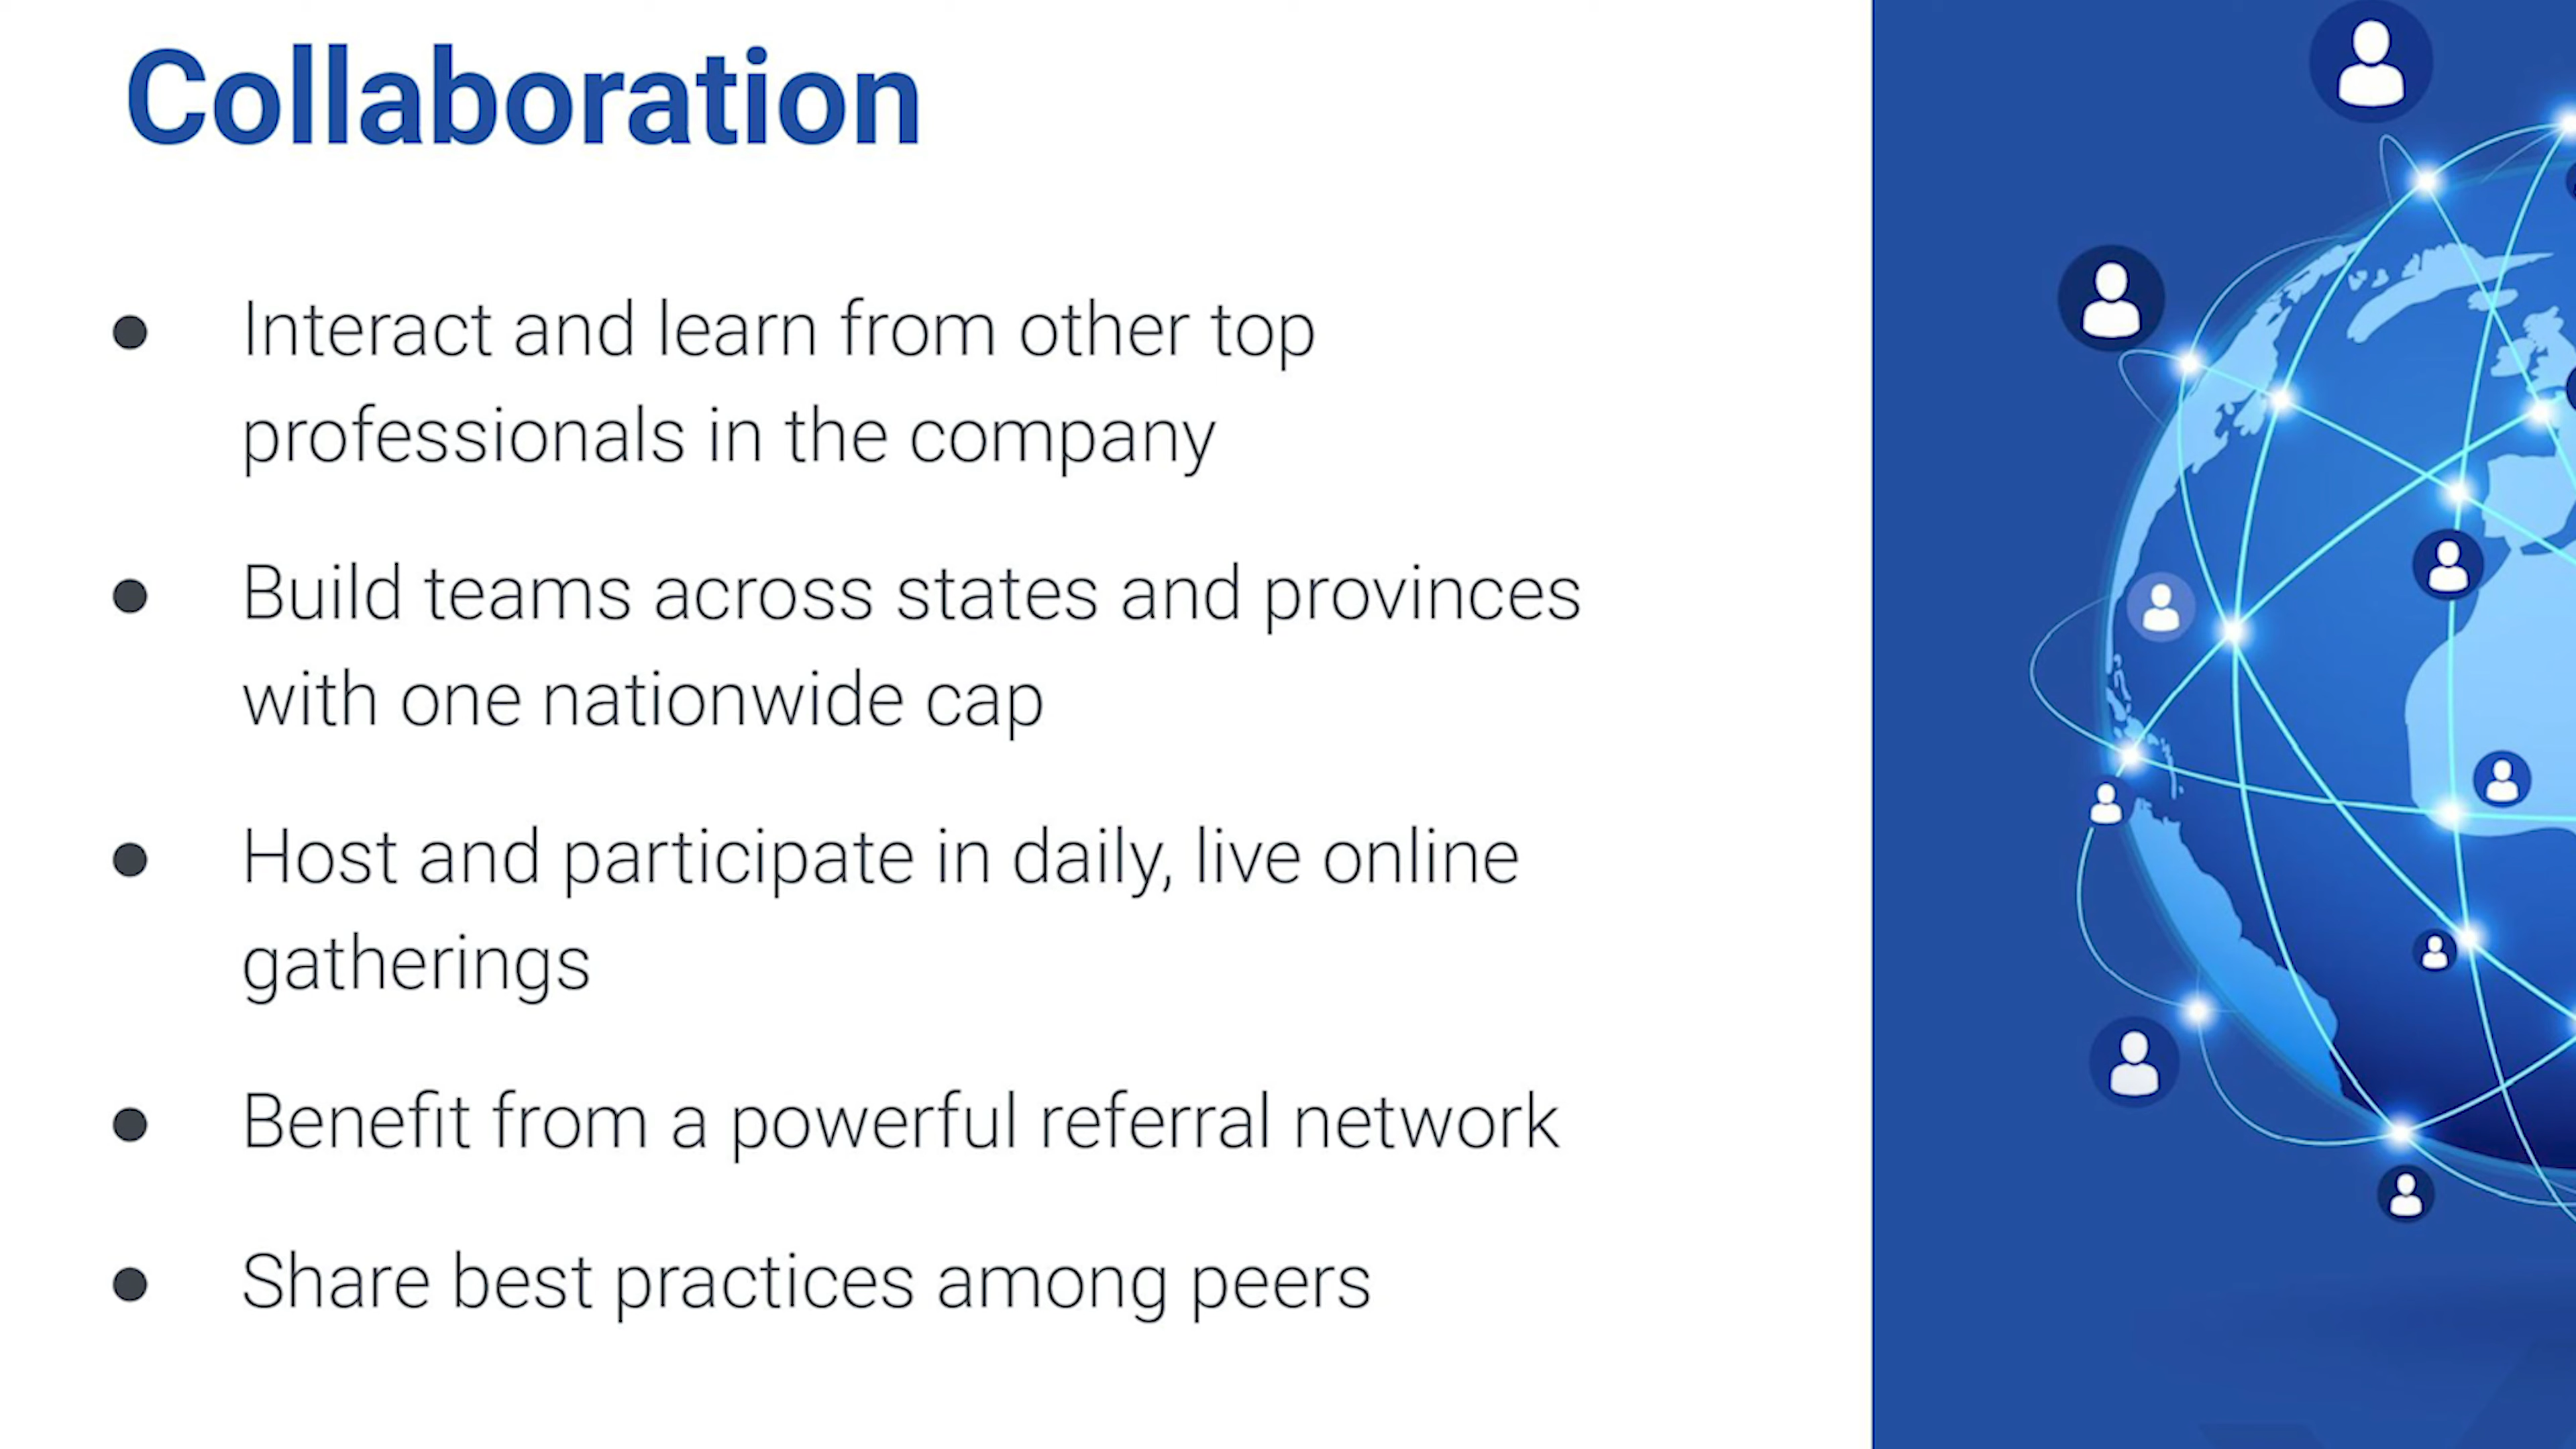 Collaboration
● Interact and learn from other top
professionals in the company
● Build teams across states and provinces
with one nationwide cap
● Host and participate in daily, live online
gatherings
● Benefit from a powerful referral network
● Share best practices among peers